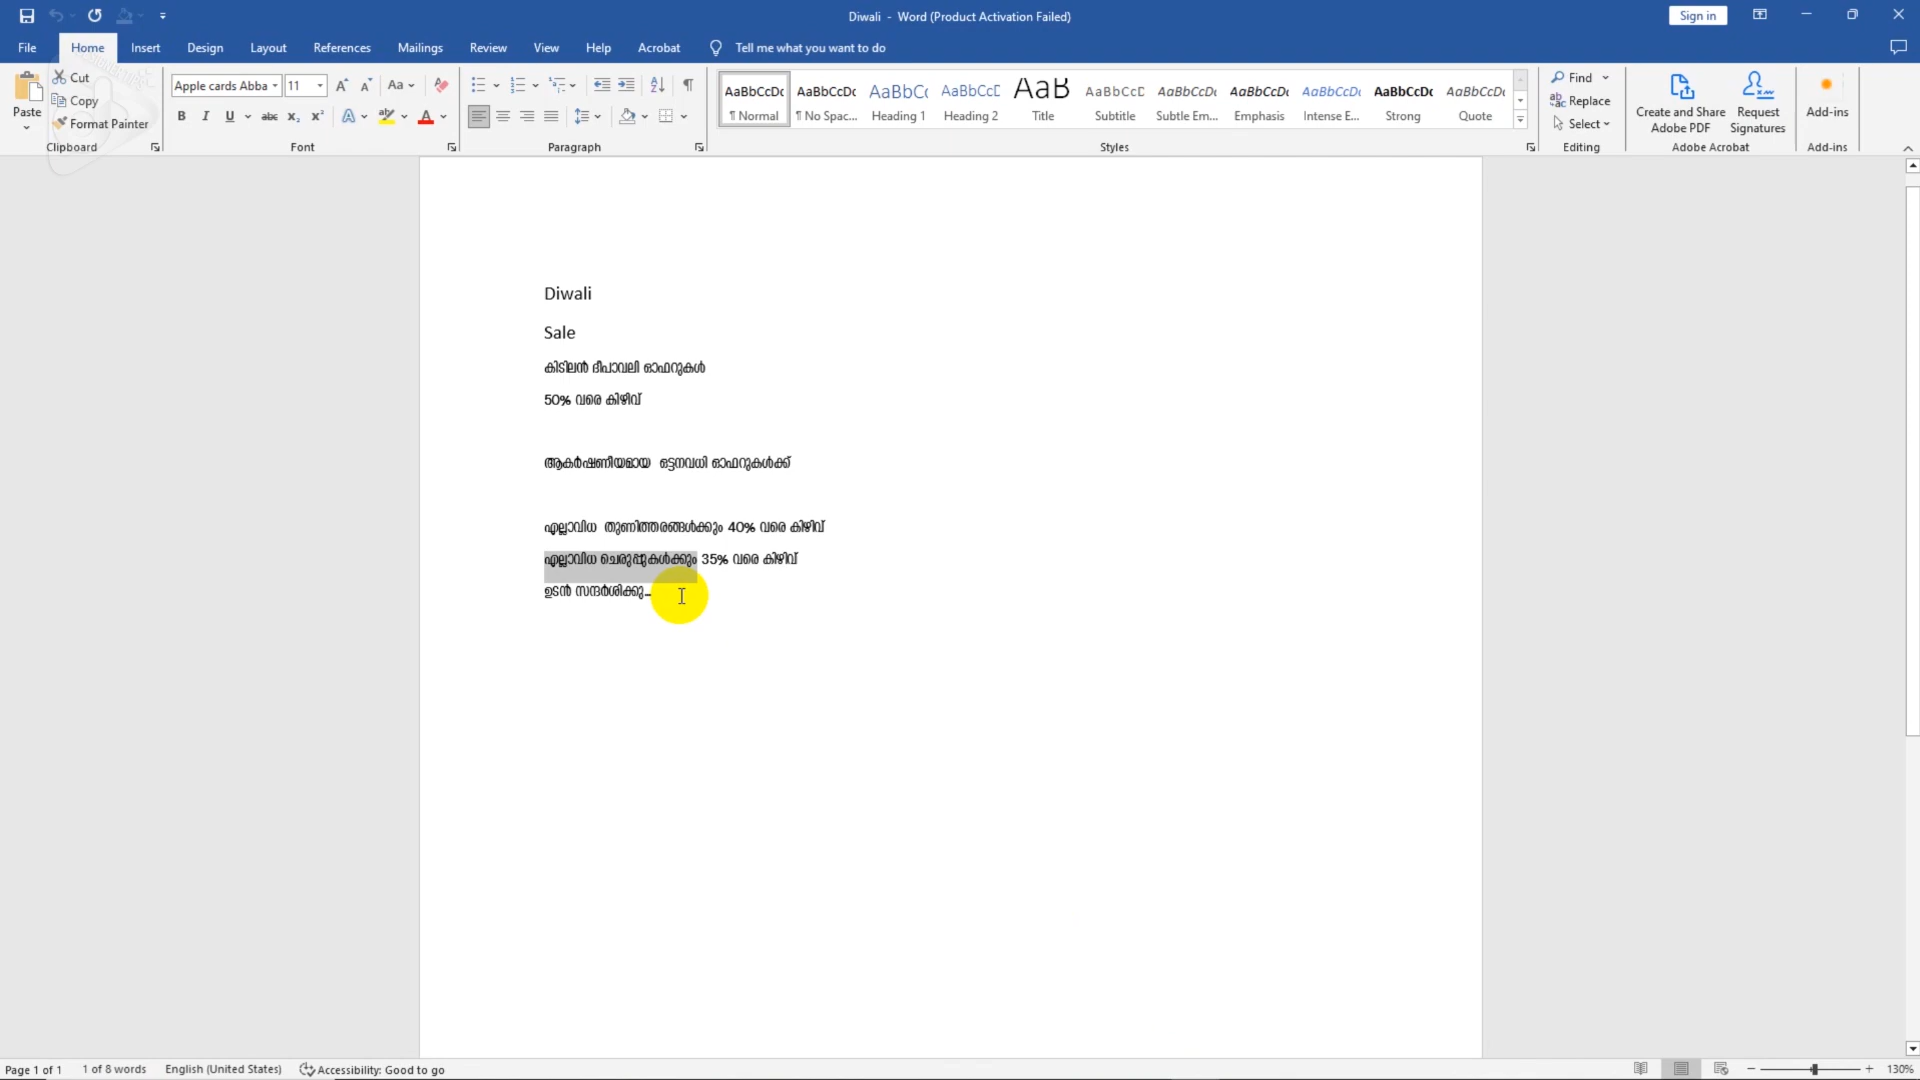 Diwali - Word (Product Activation Failed)
Sign in
File Home Insert Design Layout References Mailings Review View Help Acrobat Tell me what you want to do
Paste
Cut
Copy
Format Painter
Clipboard
Apple cards Abba 11
Font
Paragraph
AaBbCcDc AaBbCcDc AaBbC AaBbCcC AaB AaBbCcD AaBbCcDc AaBbCcDc AaBbCcDc AaBbCcDc AaBbCcDc
¶ Normal ¶ No Spac... Heading 1 Heading 2 Title Subtitle Subtle Em... Emphasis Intense E... Strong Quote
Styles
Find
Replace
Select
Editing
Create and Share Adobe PDF
Request Signatures
Adobe Acrobat
Add-ins
Add-ins
Diwali
Sale
കിടിലൻ ദീപാവലി ഓഫറുകൾ
50% വരെ കിഴിവ്
ആകർഷണീയമായ ഒട്ടനവധി ഓഫറുകൾക്ക്
എല്ലാവിധ തുണിത്തരങ്ങൾക്കും 40% വരെ കിഴിവ്
എല്ലാവിധ ചെരുപ്പുകൾക്കും 35% വരെ കിഴിവ്
ഉടൻ സന്ദർശിക്കു...
Page 1 of 1 1 of 8 words English (United States) Accessibility: Good to go 130%